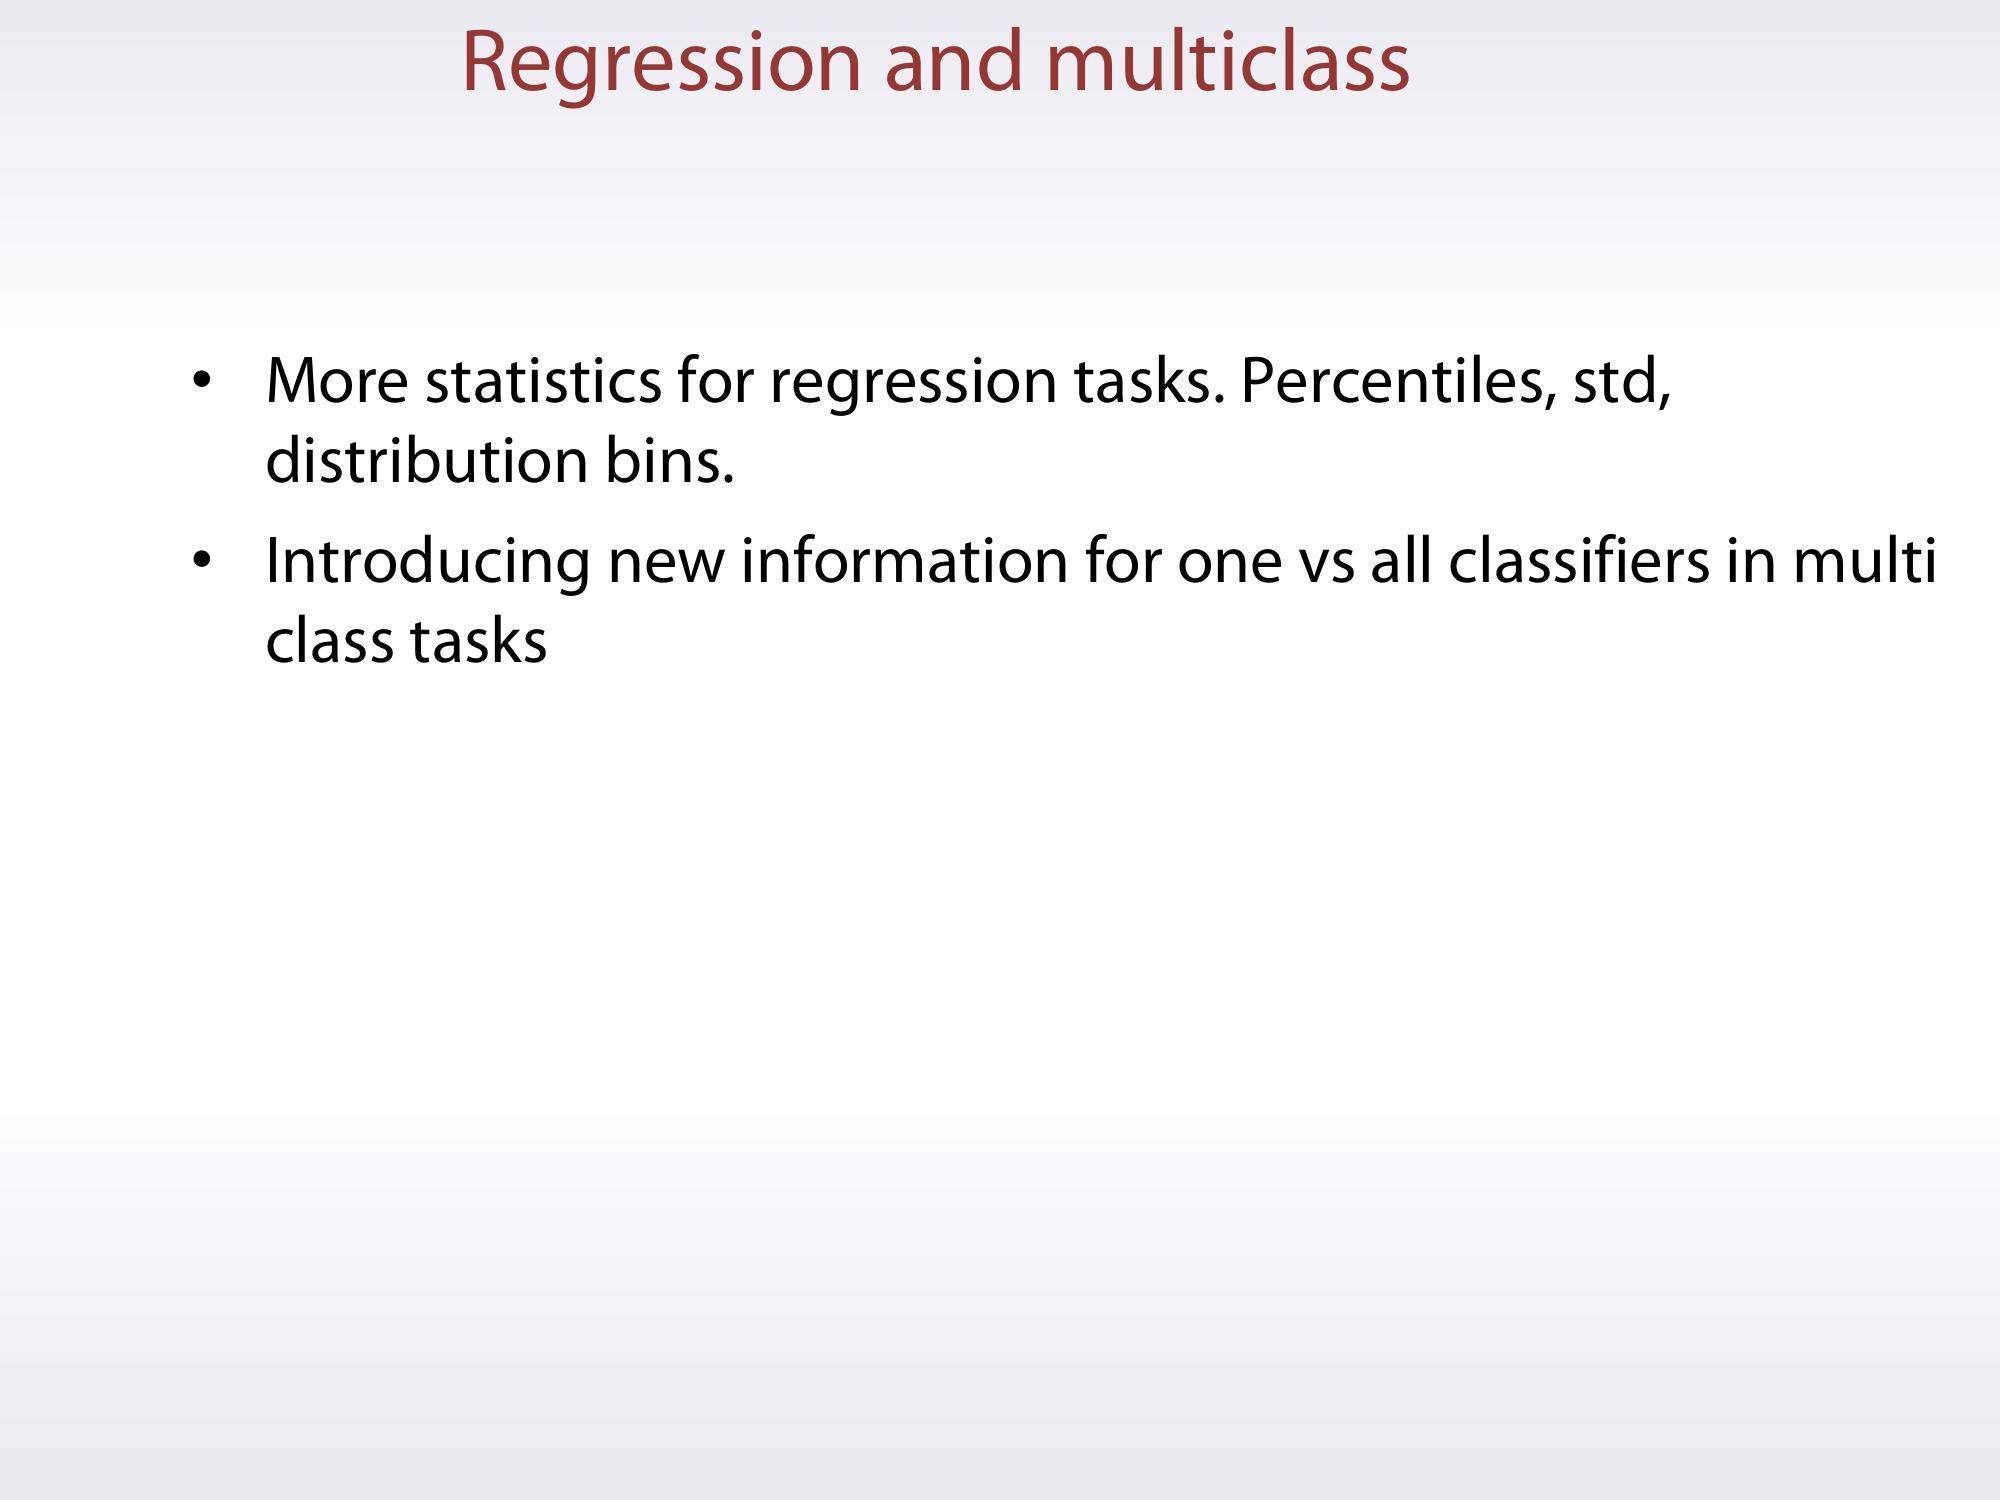 Regression and multiclass
• More statistics for regression tasks. Percentiles, std,
distribution bins.
• Introducing new information for one vs all classifiers in multi
class tasks